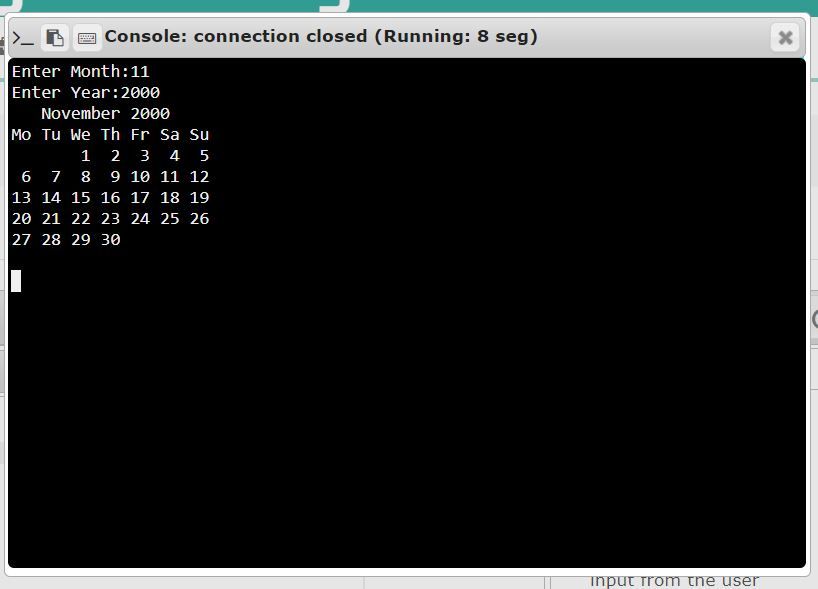 Console: connection closed (Running: 8 seg)
Enter Month:11
Enter Year:2000
   November 2000
Mo Tu We Th Fr Sa Su
       1  2  3  4  5
 6  7  8  9 10 11 12
13 14 15 16 17 18 19
20 21 22 23 24 25 26
27 28 29 30
input from the user